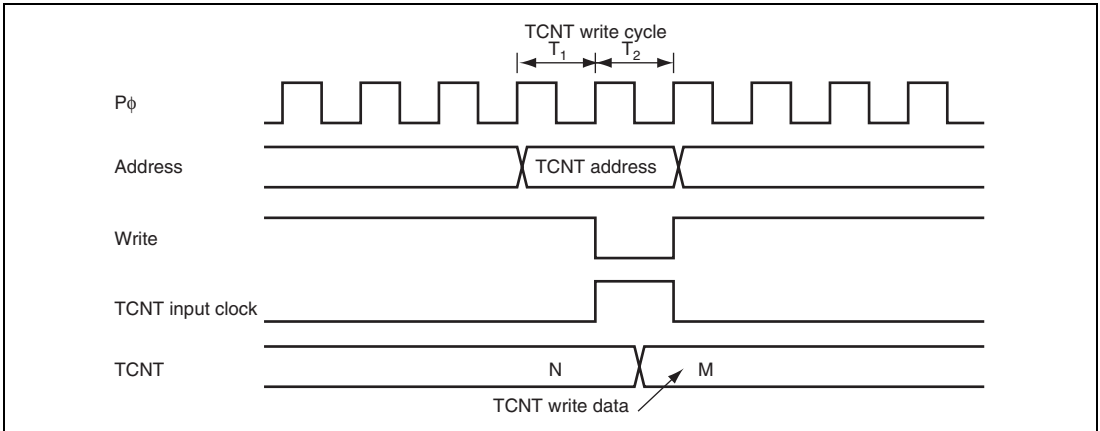 TCNT write cycle
T1 T2
Pϕ
Address
TCNT address
Write
TCNT input clock
TCNT
N
M
TCNT write data